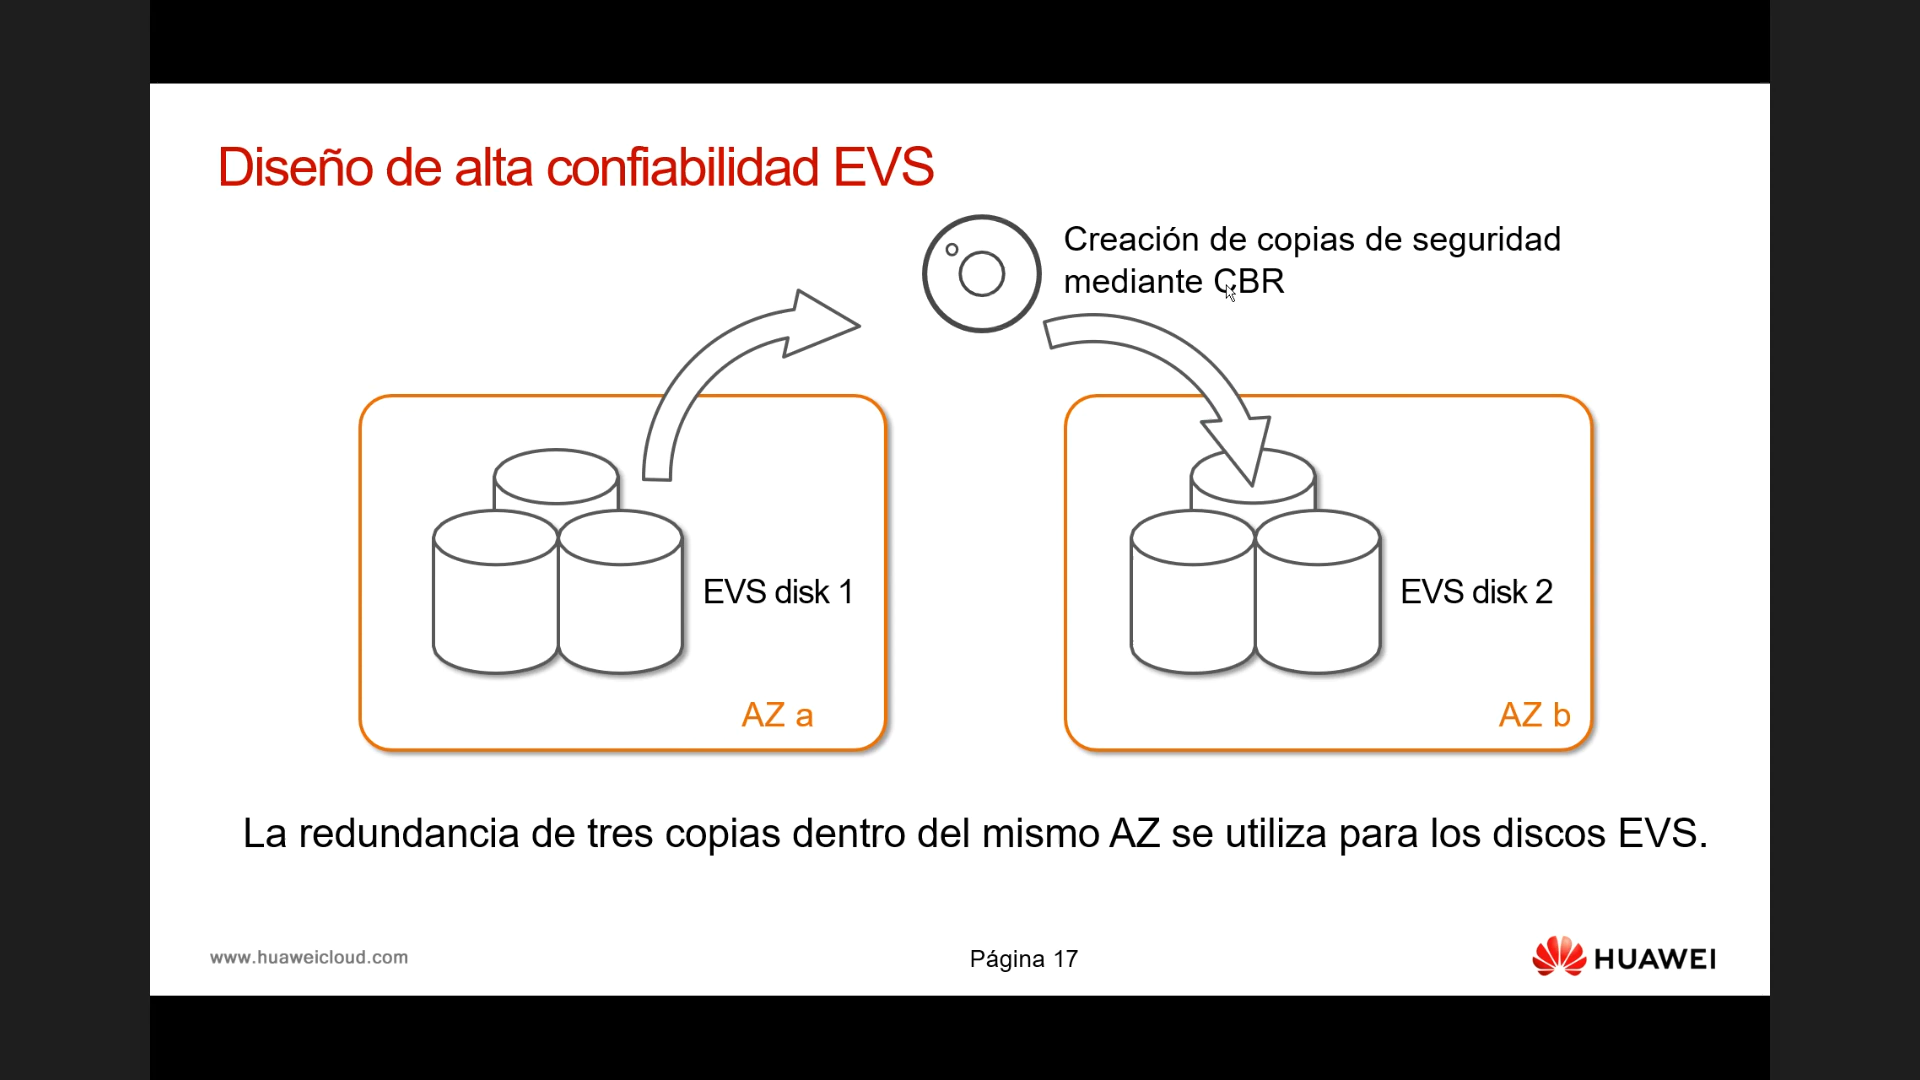 Diseño de alta confiabilidad EVS
Creación de copias de seguridad
mediante CBR
EVS disk 1
AZ a
EVS disk 2
AZ b
La redundancia de tres copias dentro del mismo AZ se utiliza para los discos EVS.
www.huaweicloud.com
Página 17
HUAWEI